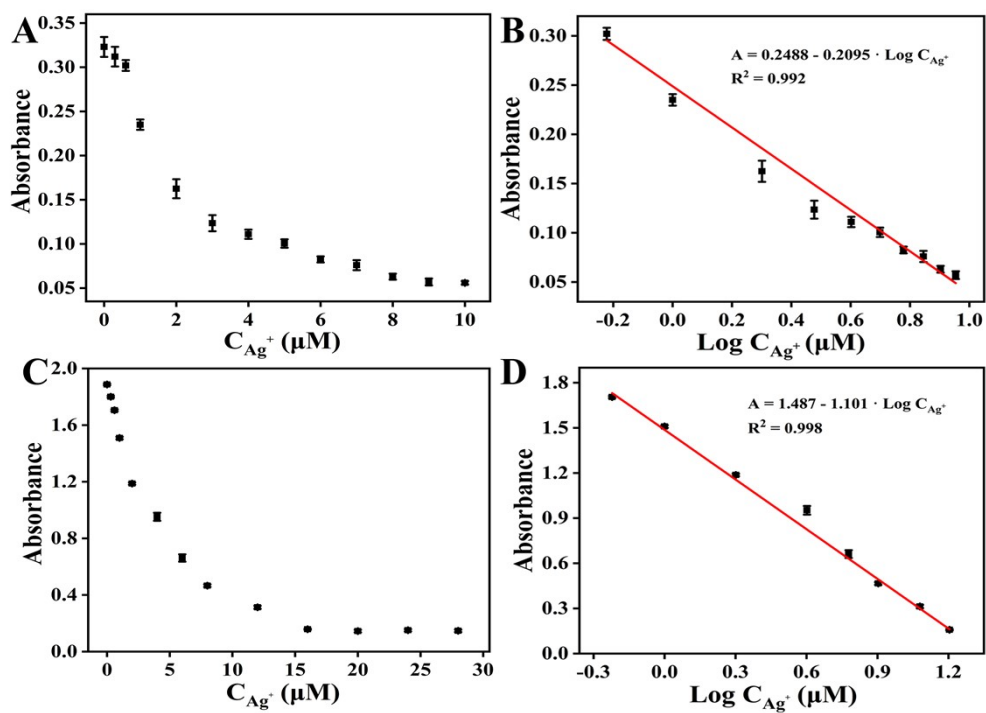 A
0.35
0.30
0.25
0.20
0.15
0.10
0.05
Absorbance
0 2 4 6 8 10
C_Ag⁺ (μM)
B
0.30
0.25
0.20
0.15
0.10
0.05
Absorbance
A = 0.2488 - 0.2095 · Log C_Ag⁺
R² = 0.992
-0.2 0.0 0.2 0.4 0.6 0.8 1.0
Log C_Ag⁺ (μM)
C
2.0
1.6
1.2
0.8
0.4
0.0
Absorbance
0 5 10 15 20 25 30
C_Ag⁺ (μM)
D
1.8
1.5
1.2
0.9
0.6
0.3
0.0
Absorbance
A = 1.487 - 1.101 · Log C_Ag⁺
R² = 0.998
-0.3 0.0 0.3 0.6 0.9 1.2
Log C_Ag⁺ (μM)